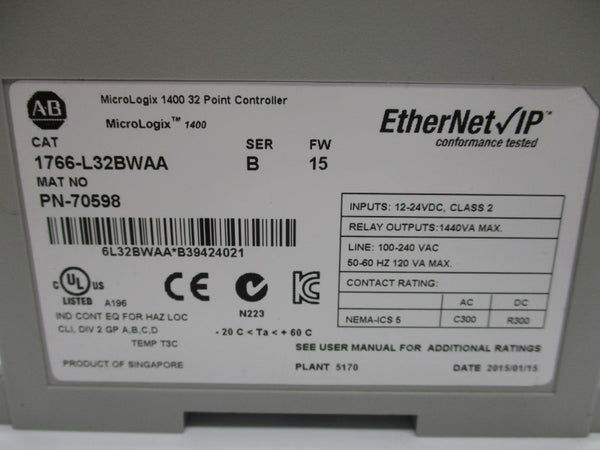 A-B
MicroLogix 1400 32 Point Controller
MicroLogix™ 1400
EtherNet/IP™
conformance tested
CAT
SER
FW
1766-L32BWAA
B
15
MAT NO
PN-70598
6L32BWAA*B39424021
INPUTS: 12-24VDC, CLASS 2
RELAY OUTPUTS:1440VA MAX.
LINE: 100-240 VAC
50-60 HZ 120 VA MAX.
CONTACT RATING:
AC
DC
NEMA-ICS 5
C300
R300
c UL US
LISTED
A196
CE
N223
IND CONT EQ FOR HAZ LOC
CLI, DIV 2 GP A,B,C,D
TEMP T3C
- 20 C < Ta < + 60 C
SEE USER MANUAL FOR ADDITIONAL RATINGS
PRODUCT OF SINGAPORE
PLANT 5170
DATE 2015/01/15